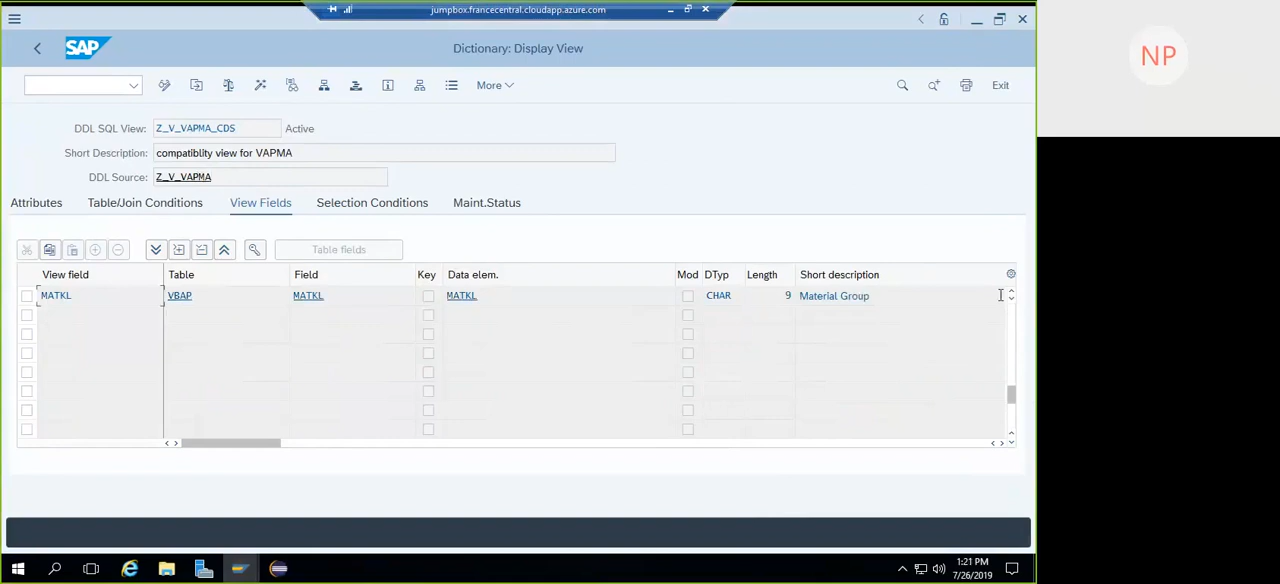 jumpbox.francecentral.cloudapp.azure.com
SAP
Dictionary: Display View
NP
More
Exit
DDL SQL View: Z_V_VAPMA_CDS Active
Short Description: compatiblity view for VAPMA
DDL Source: Z_V_VAPMA
Attributes Table/Join Conditions View Fields Selection Conditions Maint.Status
Table fields
View field Table Field Key Data elem. Mod DTyp Length Short description
MATKL VBAP MATKL MATKL CHAR 9 Material Group
1:21 PM
7/26/2019